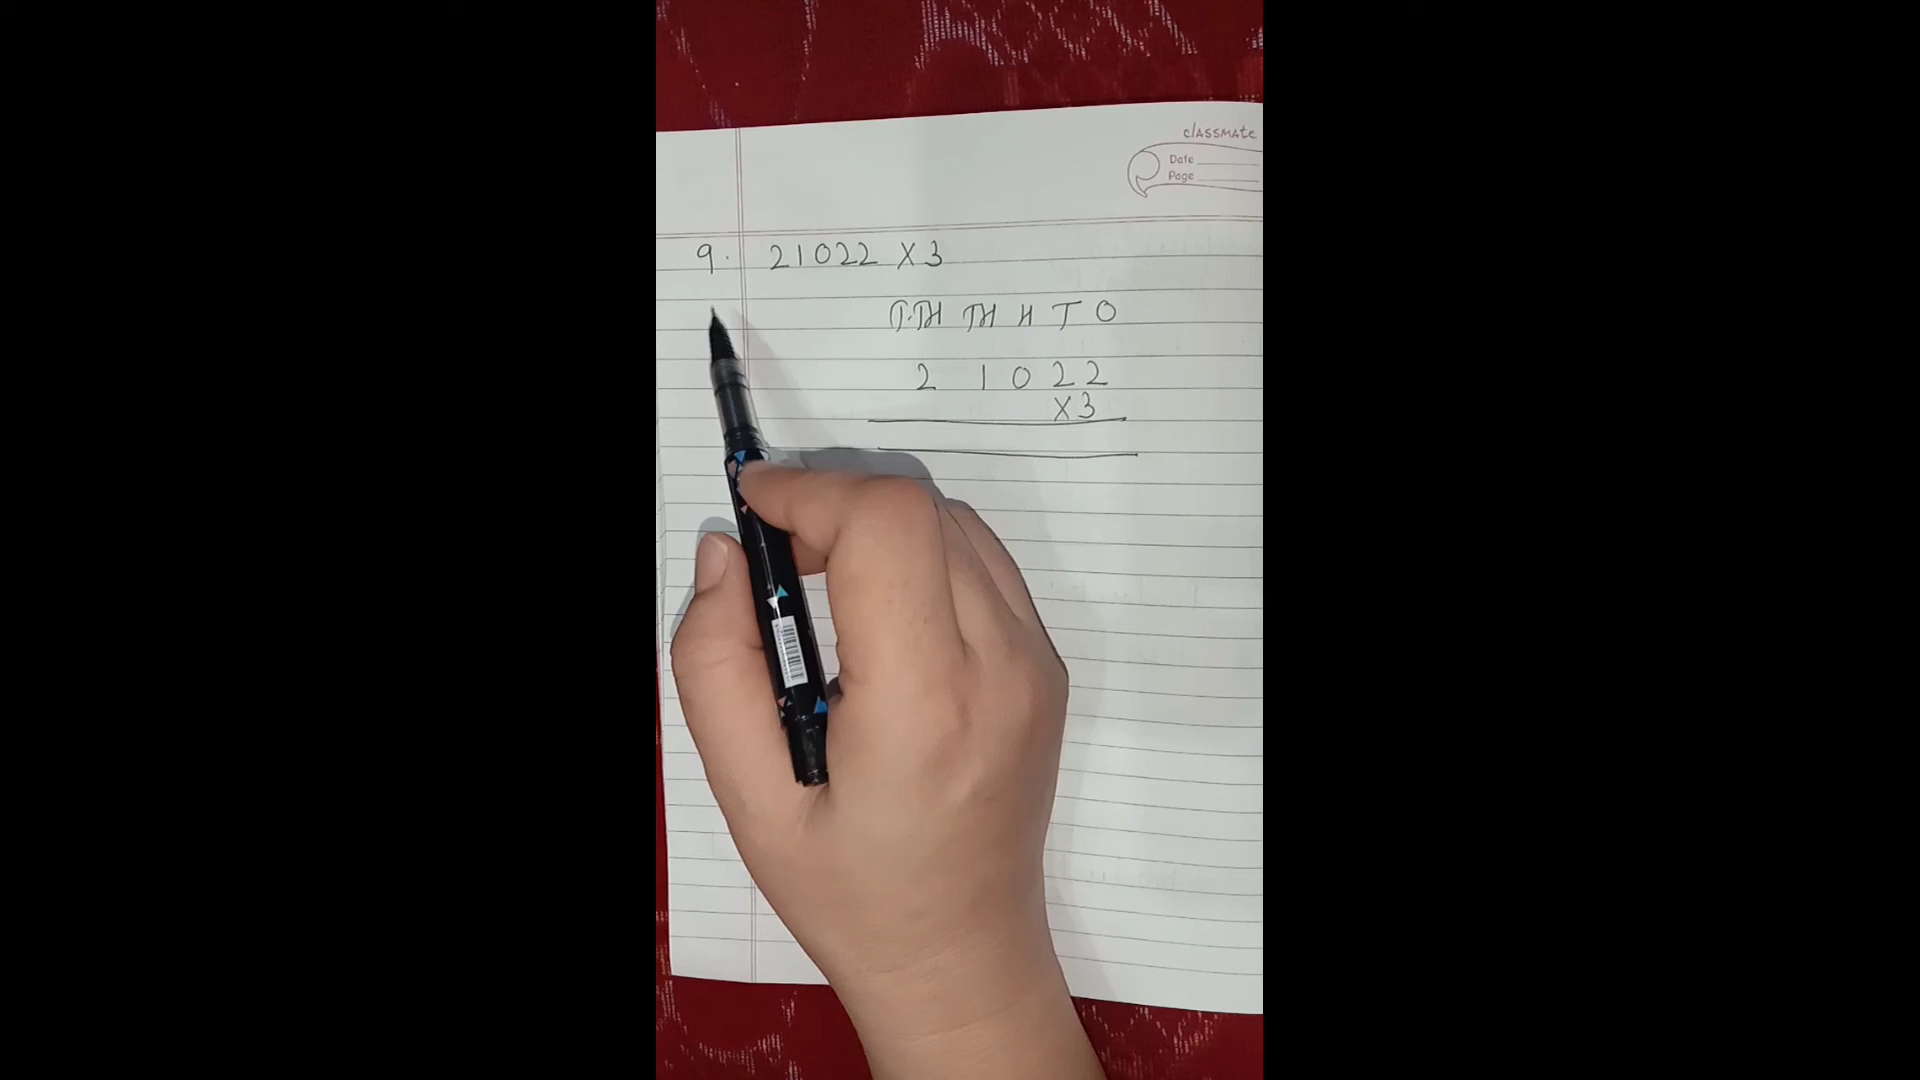 classmate
Date
Page
9. 21022 X3
T.TH TH H T O
2 1 0 2 2
X3